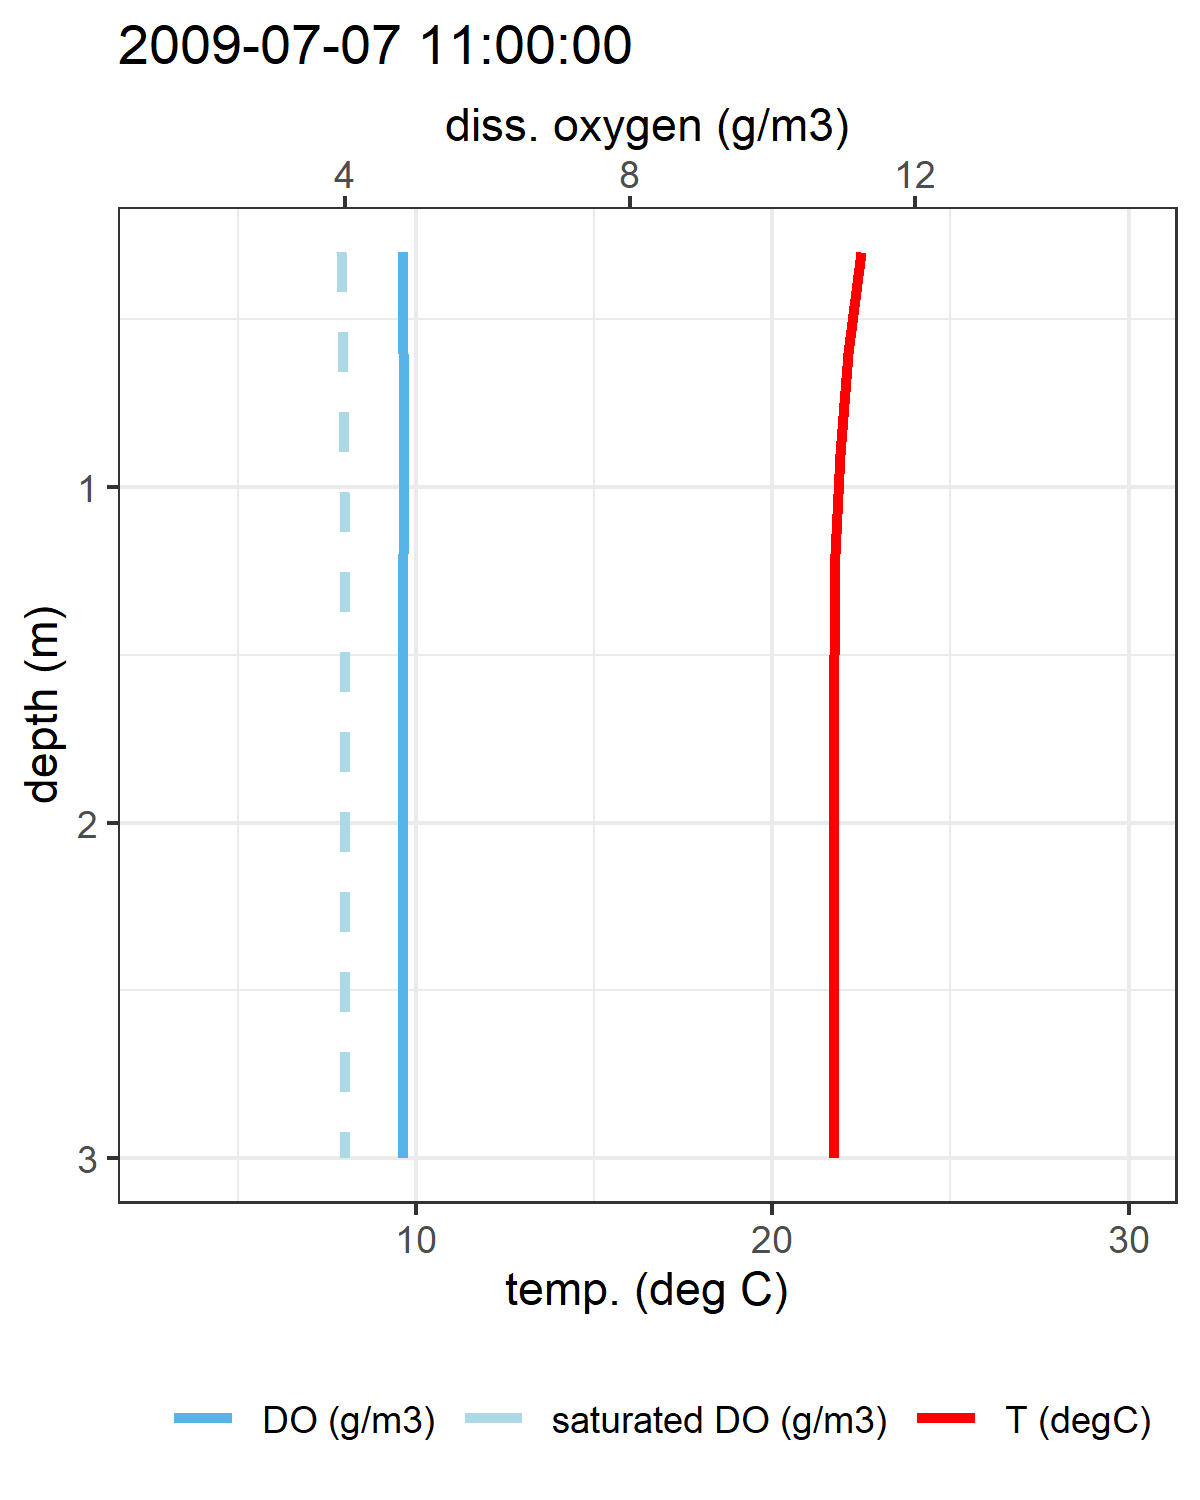 2009-07-07 11:00:00
diss. oxygen (g/m3)
4 8 12
depth (m)
1
2
3
10 20 30
temp. (deg C)
DO (g/m3) saturated DO (g/m3) T (degC)